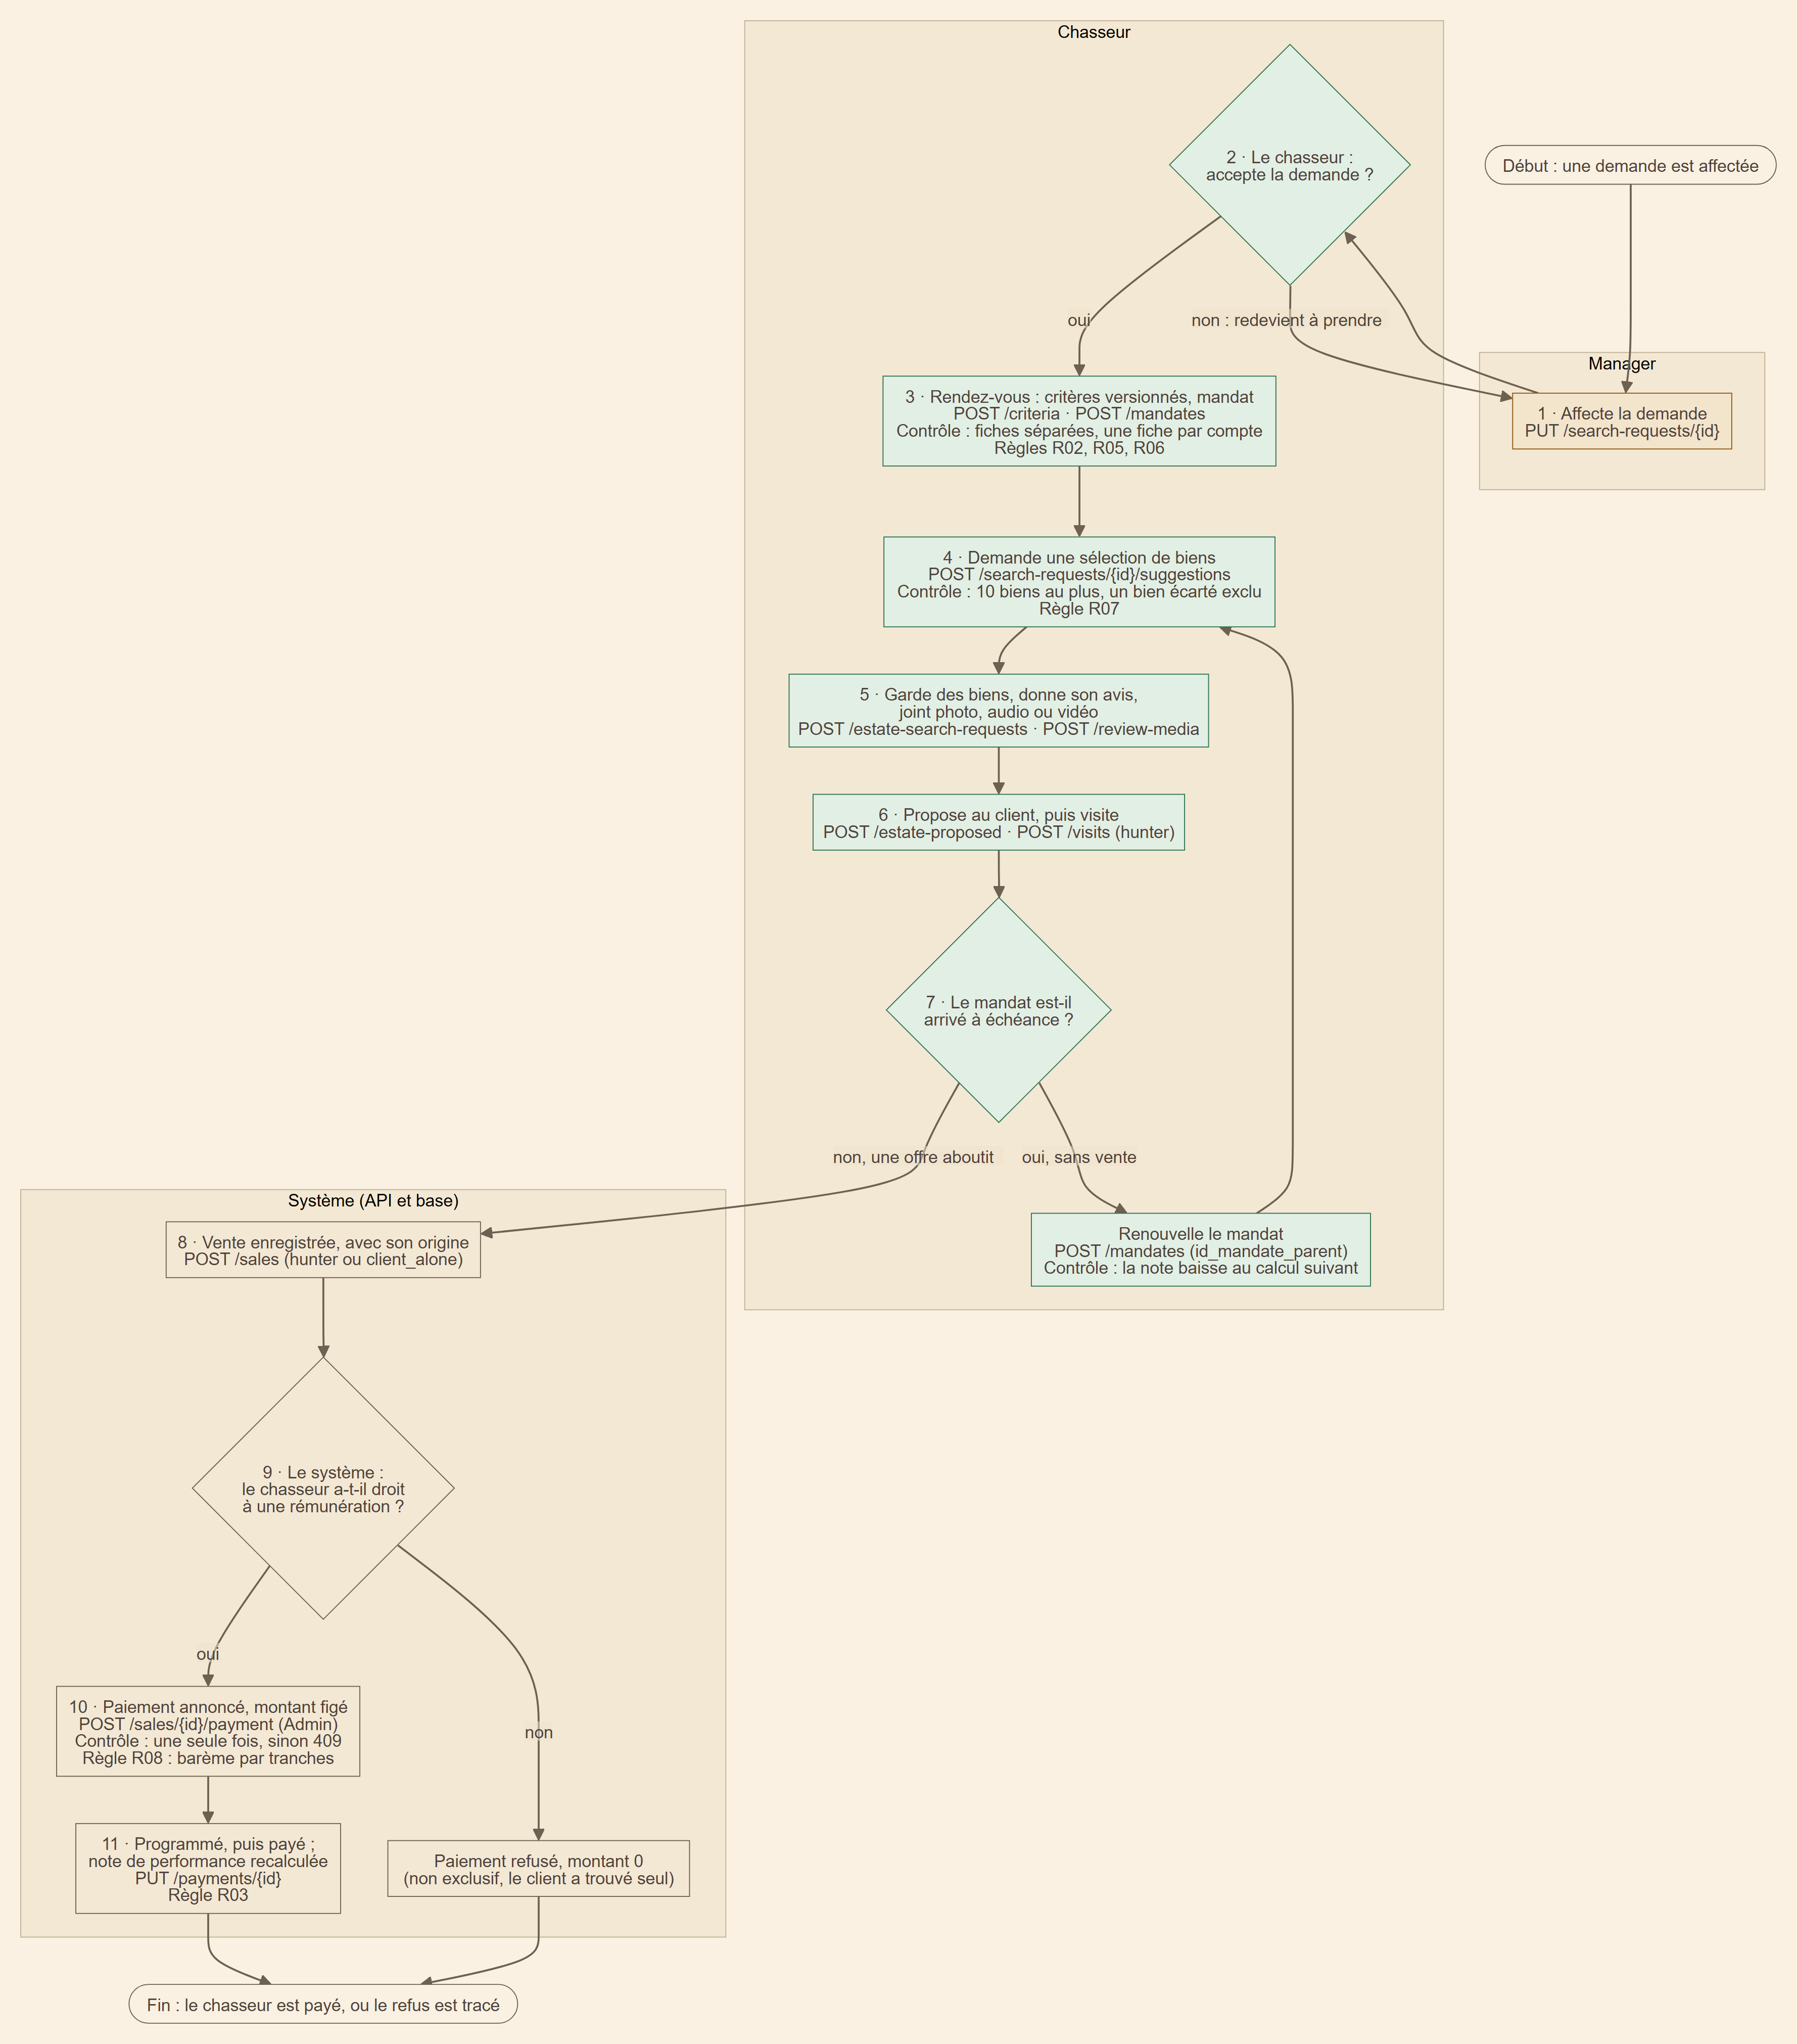 Chasseur
2 · Le chasseur :
accepte la demande ?
Début : une demande est affectée
oui
non : redevient à prendre
Manager
1 · Affecte la demande
PUT /search-requests/{id}
3 · Rendez-vous : critères versionnés, mandat
POST /criteria · POST /mandates
Contrôle : fiches séparées, une fiche par compte
Règles R02, R05, R06
4 · Demande une sélection de biens
POST /search-requests/{id}/suggestions
Contrôle : 10 biens au plus, un bien écarté exclu
Règle R07
5 · Garde des biens, donne son avis,
joint photo, audio ou vidéo
POST /estate-search-requests · POST /review-media
6 · Propose au client, puis visite
POST /estate-proposed · POST /visits (hunter)
7 · Le mandat est-il
arrivé à échéance ?
non, une offre aboutit
oui, sans vente
Renouvelle le mandat
POST /mandates (id_mandate_parent)
Contrôle : la note baisse au calcul suivant
Système (API et base)
8 · Vente enregistrée, avec son origine
POST /sales (hunter ou client_alone)
9 · Le système :
le chasseur a-t-il droit
à une rémunération ?
oui
non
10 · Paiement annoncé, montant figé
POST /sales/{id}/payment (Admin)
Contrôle : une seule fois, sinon 409
Règle R08 : barème par tranches
11 · Programmé, puis payé ;
note de performance recalculée
PUT /payments/{id}
Règle R03
Paiement refusé, montant 0
(non exclusif, le client a trouvé seul)
Fin : le chasseur est payé, ou le refus est tracé